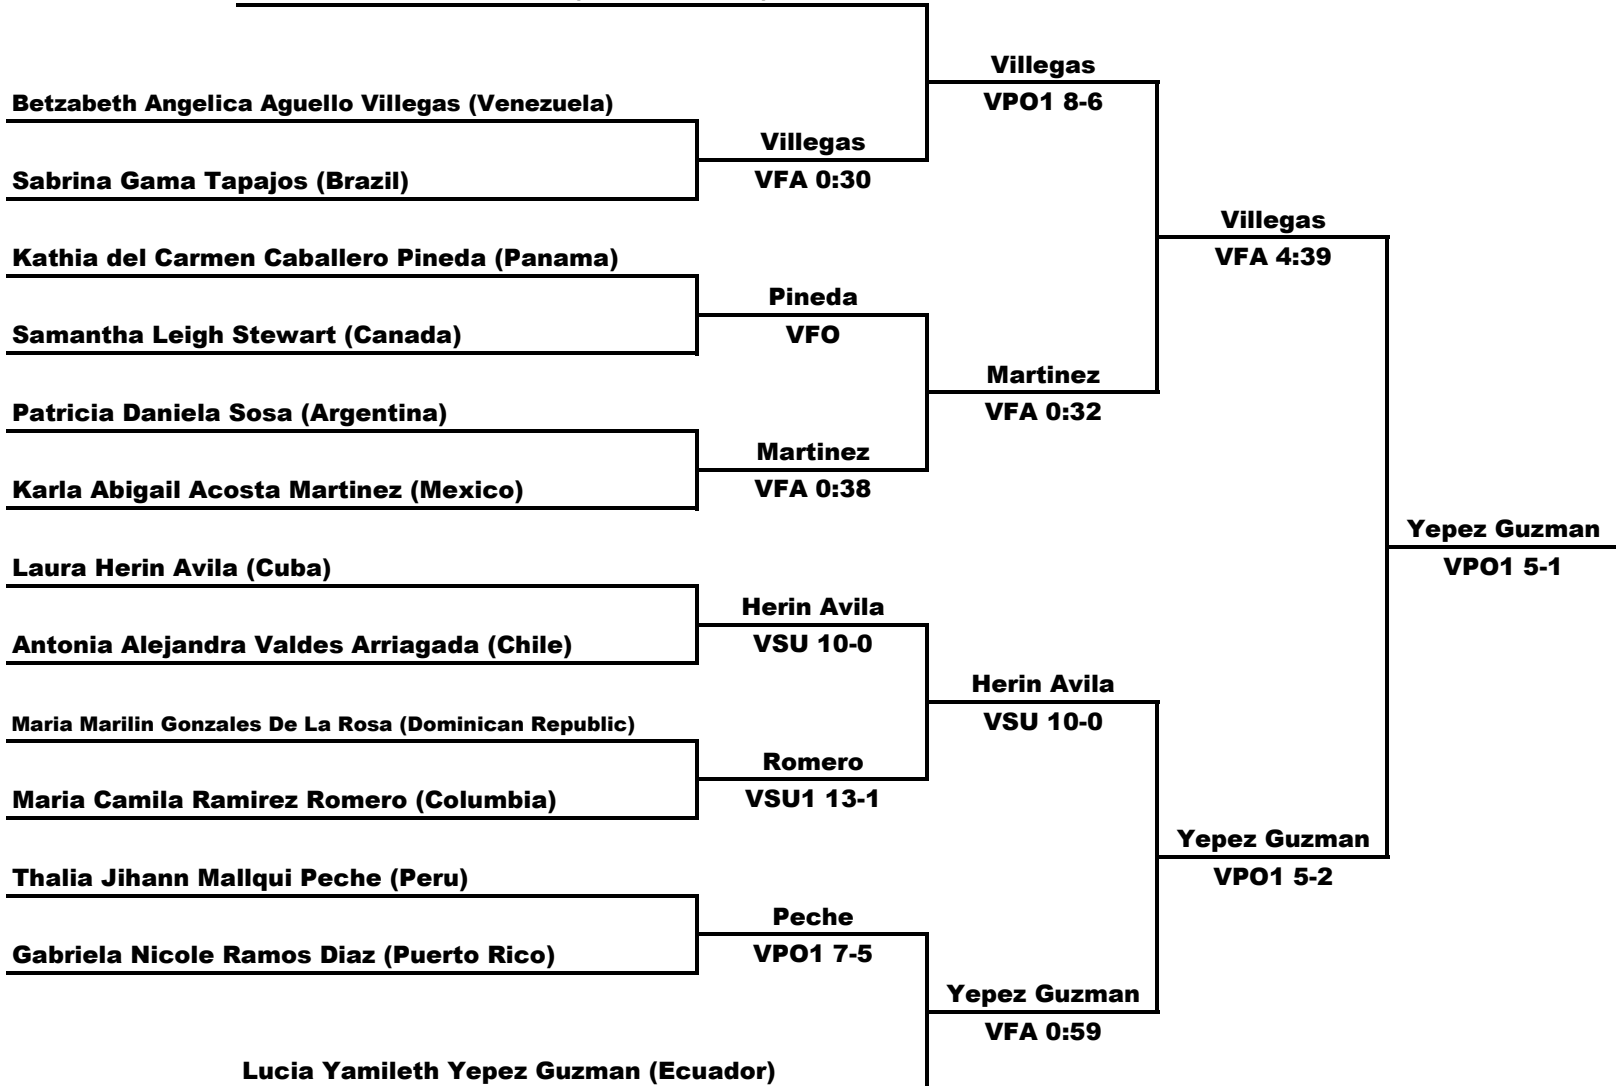 Villegas
VPO1 8-6
Betzabeth Angelica Aguello Villegas (Venezuela)
Villegas
Sabrina Gama Tapajos (Brazil)
VFA 0:30
Villegas
Kathia del Carmen Caballero Pineda (Panama)
VFA 4:39
Pineda
Samantha Leigh Stewart (Canada)
VFO
Martinez
Patricia Daniela Sosa (Argentina)
VFA 0:32
Martinez
Karla Abigail Acosta Martinez (Mexico)
VFA 0:38
Yepez Guzman
Laura Herin Avila (Cuba)
VPO1 5-1
Herin Avila
Antonia Alejandra Valdes Arriagada (Chile)
VSU 10-0
Herin Avila
Maria Marilin Gonzales De La Rosa (Dominican Republic)
VSU 10-0
Romero
Maria Camila Ramirez Romero (Columbia)
VSU1 13-1
Yepez Guzman
Thalia Jihann Mallqui Peche (Peru)
VPO1 5-2
Peche
Gabriela Nicole Ramos Diaz (Puerto Rico)
VPO1 7-5
Yepez Guzman
VFA 0:59
Lucia Yamileth Yepez Guzman (Ecuador)